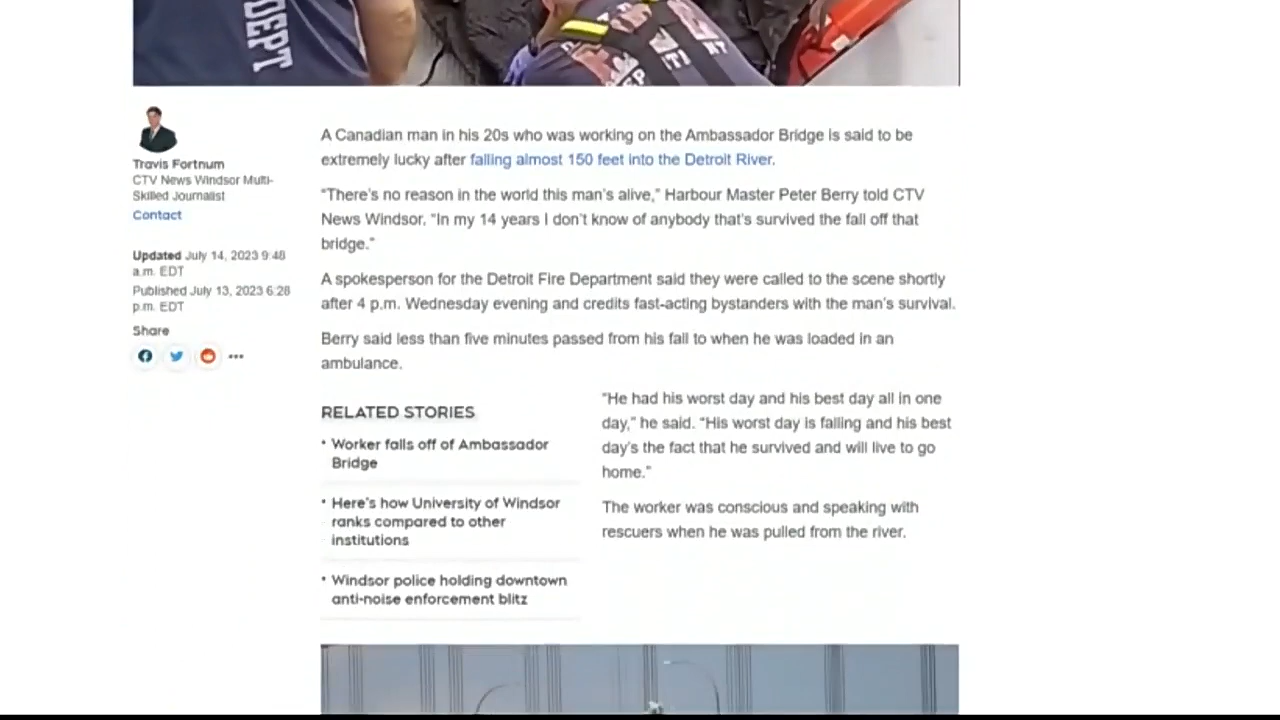 DEPT
Travis Fortnum
CTV News Windsor Multi-
Skilled Journalist
Contact
Updated July 14, 2023 9:48
a.m. EDT
Published July 13, 2023 6:28
p.m. EDT
Share
A Canadian man in his 20s who was working on the Ambassador Bridge is said to be
extremely lucky after falling almost 150 feet into the Detroit River.
“There's no reason in the world this man's alive,” Harbour Master Peter Berry told CTV
News Windsor. “In my 14 years I don't know of anybody that's survived the fall off that
bridge.”
A spokesperson for the Detroit Fire Department said they were called to the scene shortly
after 4 p.m. Wednesday evening and credits fast-acting bystanders with the man's survival.
Berry said less than five minutes passed from his fall to when he was loaded in an
ambulance.
RELATED STORIES
• Worker falls off of Ambassador
Bridge
• Here's how University of Windsor
ranks compared to other
institutions
• Windsor police holding downtown
anti-noise enforcement blitz
“He had his worst day and his best day all in one
day,” he said. “His worst day is falling and his best
day's the fact that he survived and will live to go
home.”
The worker was conscious and speaking with
rescuers when he was pulled from the river.